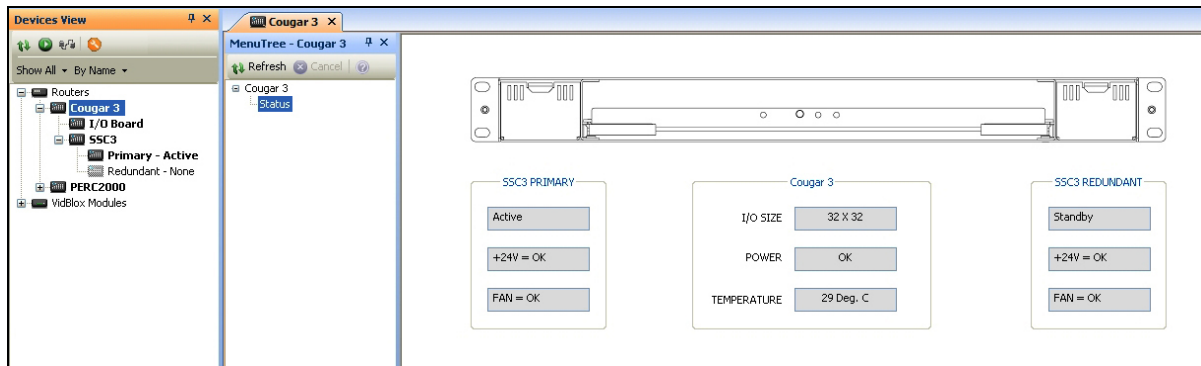 Devices View
Show All By Name
Routers
Cougar 3
I/O Board
SSC3
Primary - Active
Redundant - None
PERC2000
VidBlox Modules
Cougar 3 X
MenuTree - Cougar 3
Refresh Cancel
Cougar 3
Status
SSC3 PRIMARY
Active
+24V = OK
FAN = OK
Cougar 3
I/O SIZE 32 X 32
POWER OK
TEMPERATURE 29 Deg. C
SSC3 REDUNDANT
Standby
+24V = OK
FAN = OK